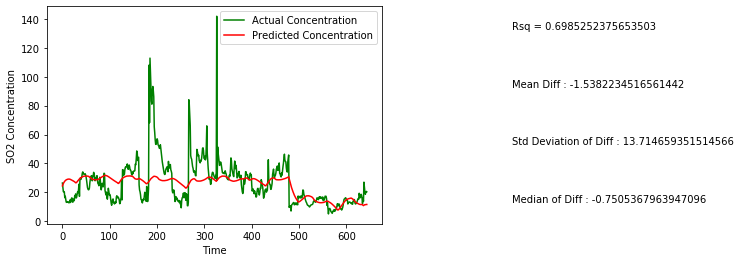 140
120
100
80
60
40
20
0
SO2 Concentration
0 100 200 300 400 500 600
Time
Actual Concentration
Predicted Concentration
Rsq = 0.6985252375653503
Mean Diff : -1.5382234516561442
Std Deviation of Diff : 13.714659351514566
Median of Diff : -0.7505367963947096